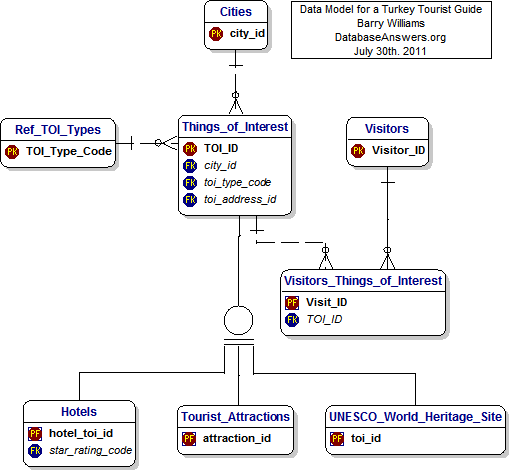 Cities
PK city_id
Data Model for a Turkey Tourist Guide
Barry Williams
DatabaseAnswers.org
July 30th. 2011
Ref_TOI_Types
PK TOI_Type_Code
Things_of_Interest
PK TOI_ID
FK city_id
FK toi_type_code
FK toi_address_id
Visitors
PK Visitor_ID
Visitors_Things_of_Interest
PF Visit_ID
FK TOI_ID
Hotels
PF hotel_toi_id
FK star_rating_code
Tourist_Attractions
PF attraction_id
UNESCO_World_Heritage_Site
PF toi_id